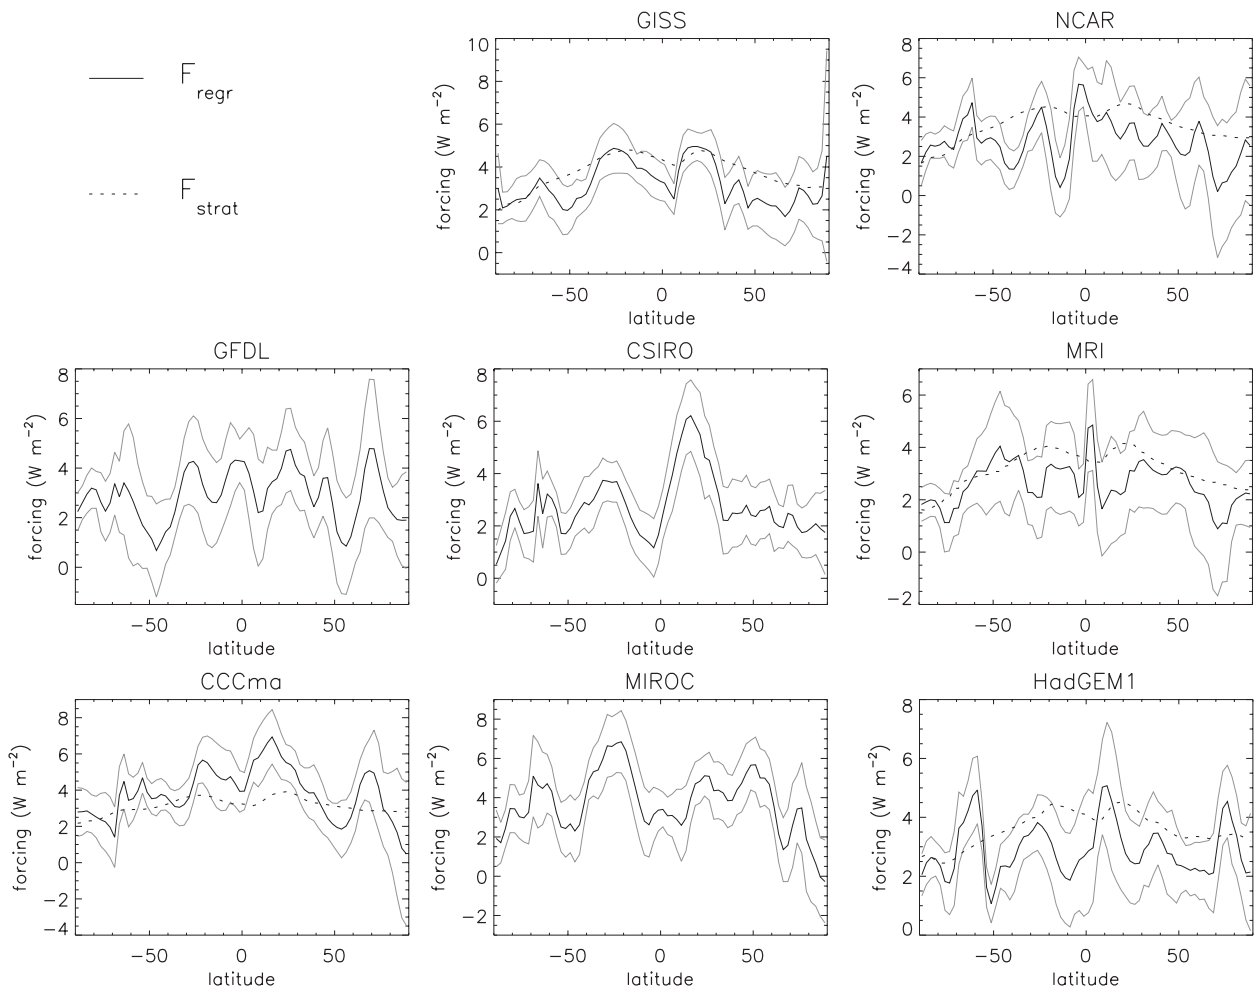 F regr
F strat
GISS
10
8
6
4
2
0
forcing (W m−2)
−50 0 50
latitude
NCAR
8
6
4
2
0
−2
−4
forcing (W m−2)
−50 0 50
latitude
GFDL
8
6
4
2
0
forcing (W m−2)
−50 0 50
latitude
CSIRO
8
6
4
2
0
forcing (W m−2)
−50 0 50
latitude
MRI
6
4
2
0
−2
forcing (W m−2)
−50 0 50
latitude
CCCma
8
6
4
2
0
−2
−4
forcing (W m−2)
−50 0 50
latitude
MIROC
8
6
4
2
0
−2
forcing (W m−2)
−50 0 50
latitude
HadGEM1
8
6
4
2
0
forcing (W m−2)
−50 0 50
latitude